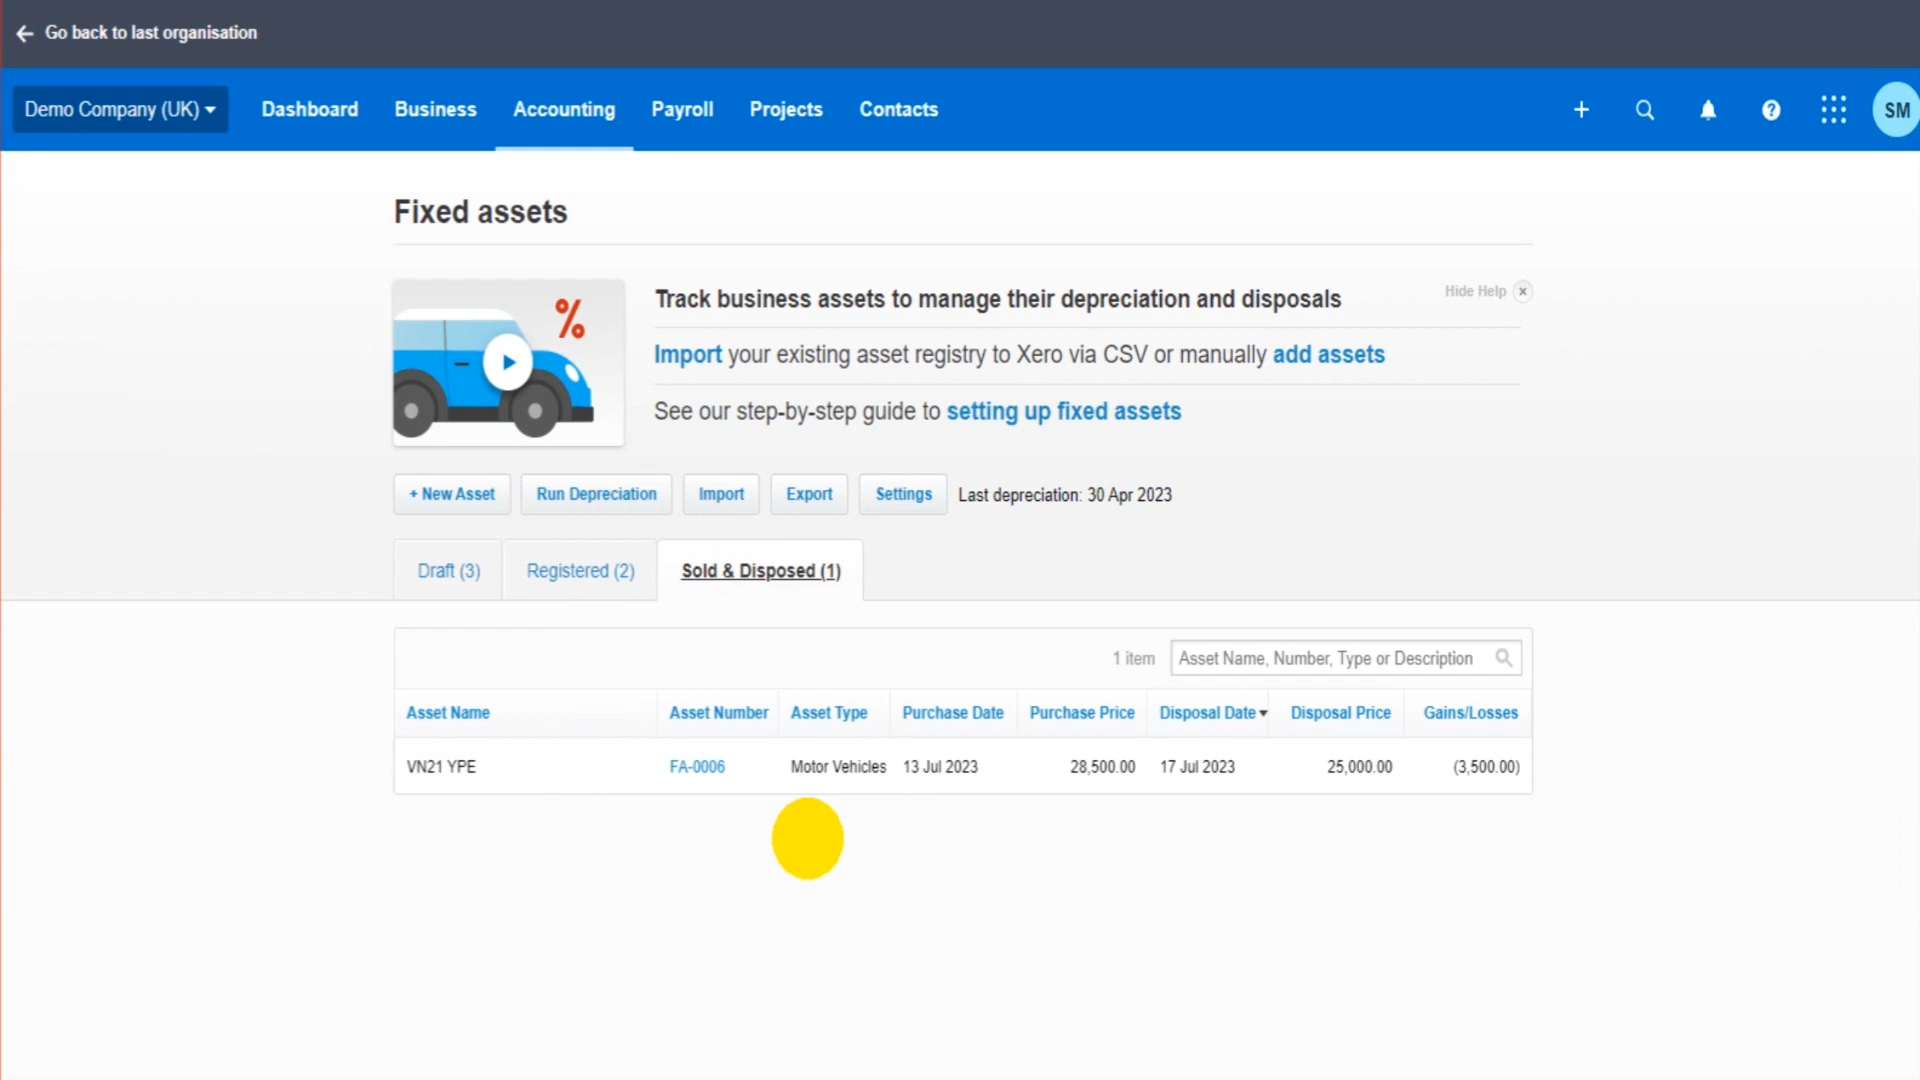 Go back to last organisation
Demo Company (UK) Dashboard Business Accounting Payroll Projects Contacts SM
Fixed assets
%
Track business assets to manage their depreciation and disposals
Hide Help
Import your existing asset registry to Xero via CSV or manually add assets
See our step-by-step guide to setting up fixed assets
+ New Asset Run Depreciation Import Export Settings Last depreciation: 30 Apr 2023
Draft (3) Registered (2) Sold & Disposed (1)
1 item Asset Name, Number, Type or Description
Asset Name Asset Number Asset Type Purchase Date Purchase Price Disposal Date Disposal Price Gains/Losses
VN21 YPE FA-0006 Motor Vehicles 13 Jul 2023 28,500.00 17 Jul 2023 25,000.00 (3,500.00)